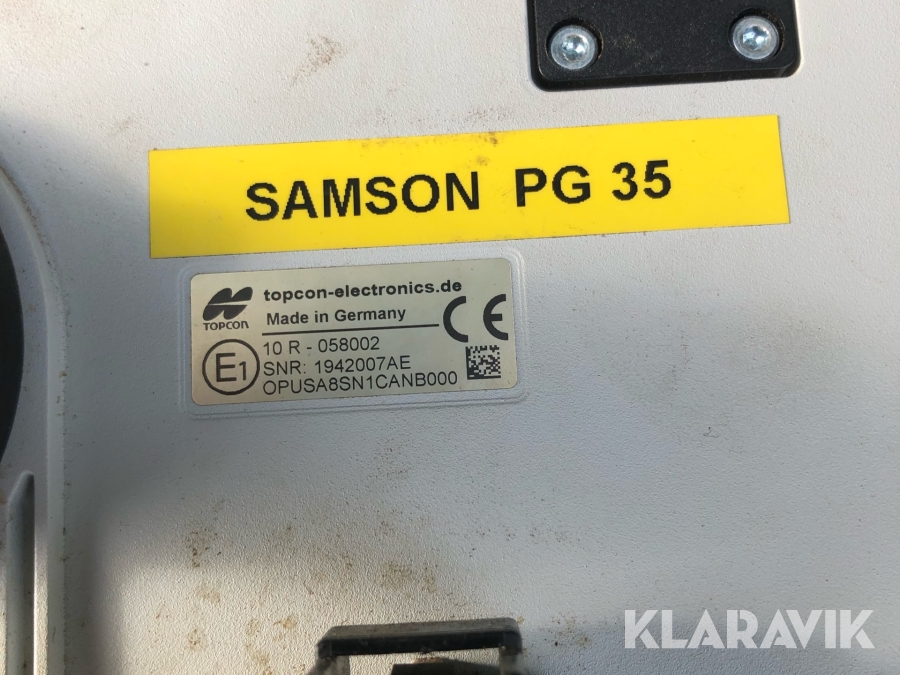 SAMSON PG 35
topcon-electronics.de
TOPCON
Made in Germany
CE
E1
10 R - 058002
SNR: 1942007AE
OPUSA8SN1CANB000
KLARAVIK